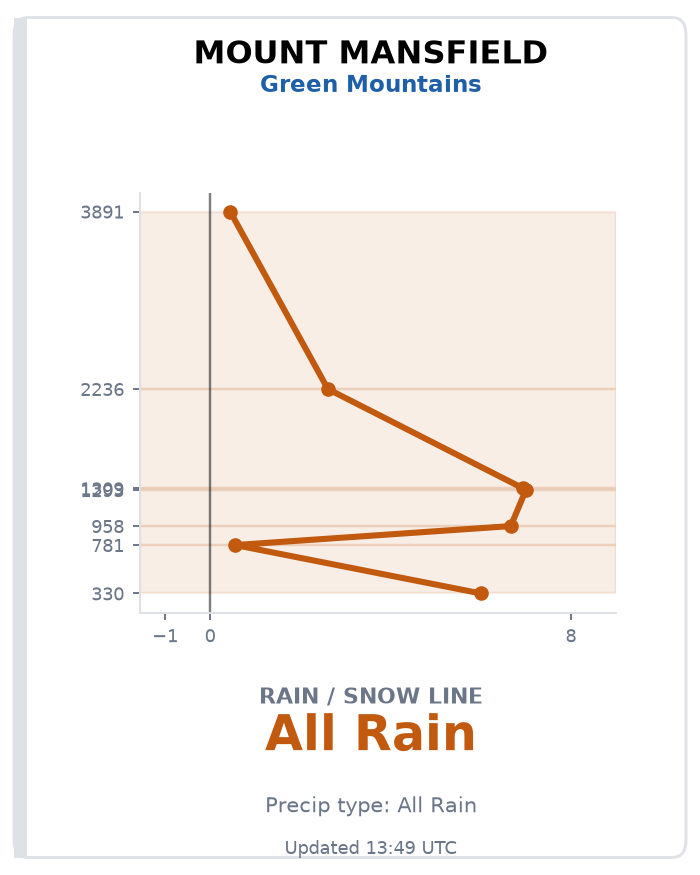 MOUNT MANSFIELD
Green Mountains
3891
2236
958
781
330
−1 0 8
RAIN / SNOW LINE
All Rain
Precip type: All Rain
Updated 13:49 UTC